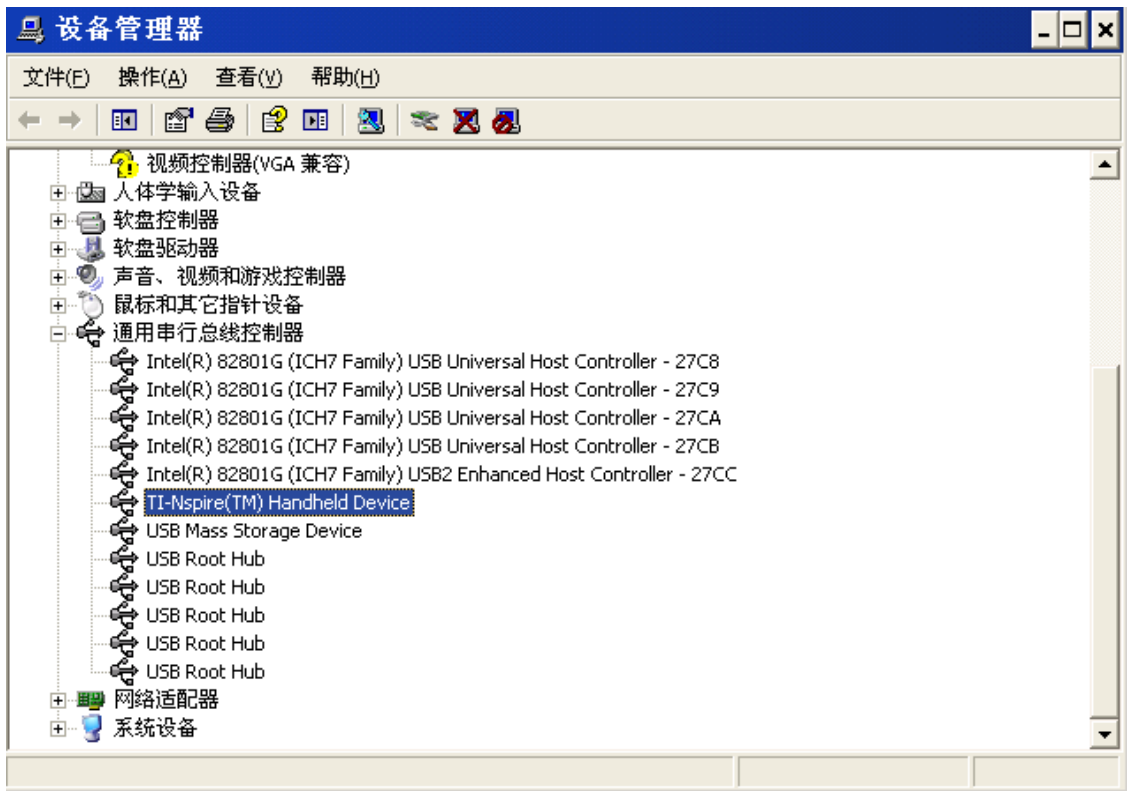 设备管理器
文件(F) 操作(A) 查看(V) 帮助(H)
视频控制器(VGA 兼容)
人体学输入设备
软盘控制器
软盘驱动器
声音、视频和游戏控制器
鼠标和其它指针设备
通用串行总线控制器
Intel(R) 82801G (ICH7 Family) USB Universal Host Controller - 27C8
Intel(R) 82801G (ICH7 Family) USB Universal Host Controller - 27C9
Intel(R) 82801G (ICH7 Family) USB Universal Host Controller - 27CA
Intel(R) 82801G (ICH7 Family) USB Universal Host Controller - 27CB
Intel(R) 82801G (ICH7 Family) USB2 Enhanced Host Controller - 27CC
TI-Nspire(TM) Handheld Device
USB Mass Storage Device
USB Root Hub
USB Root Hub
USB Root Hub
USB Root Hub
USB Root Hub
网络适配器
系统设备